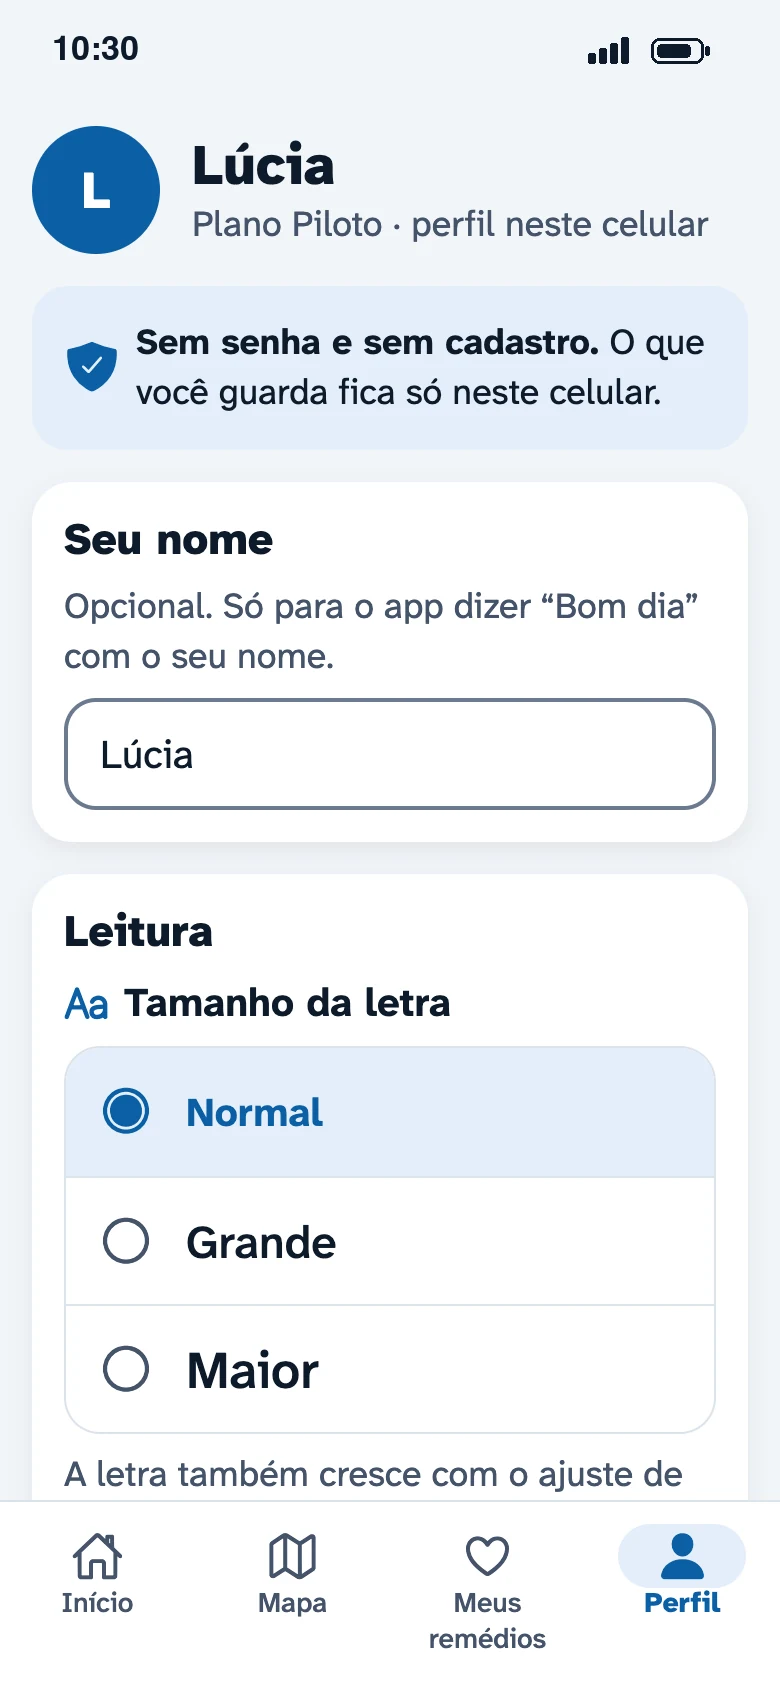 10:30
L
Lúcia
Plano Piloto · perfil neste celular
Sem senha e sem cadastro. O que
você guarda fica só neste celular.
Seu nome
Opcional. Só para o app dizer “Bom dia”
com o seu nome.
Lúcia
Leitura
Aa Tamanho da letra
Normal
Grande
Maior
A letra também cresce com o ajuste de
Início
Mapa
Meus
remédios
Perfil